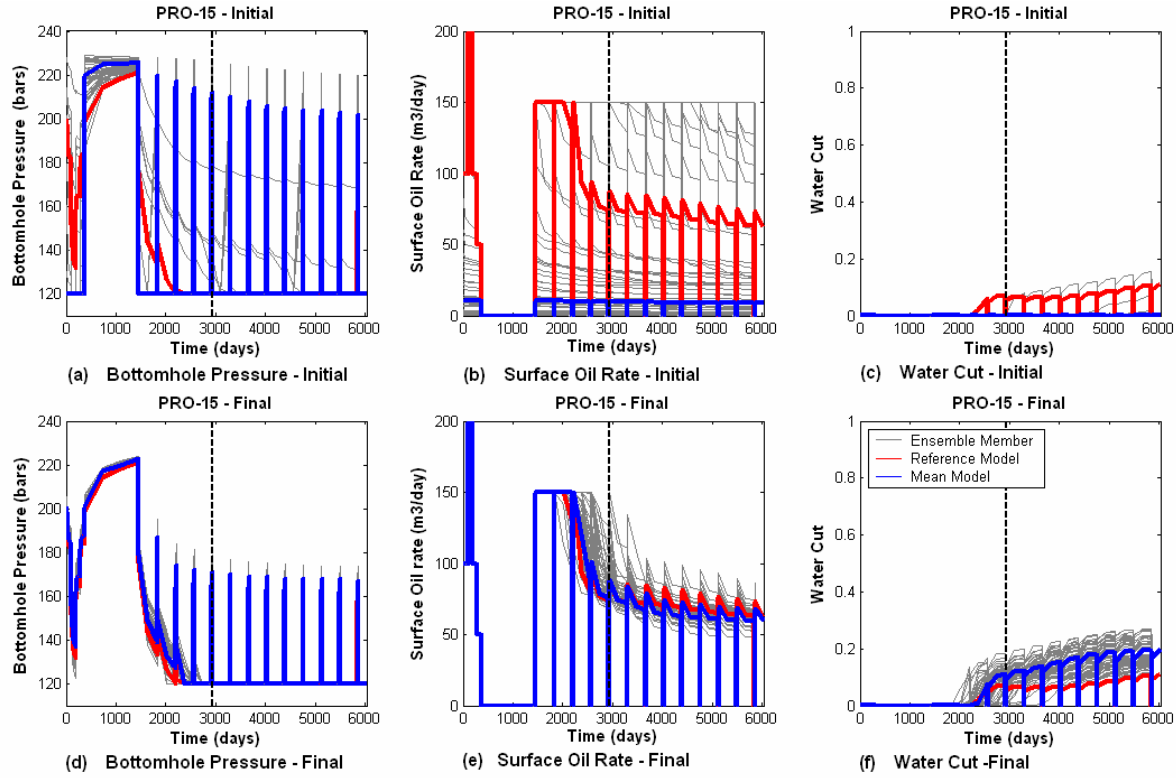 PRO-15 - Initial
240
220
200
180
160
140
120
Bottomhole Pressure (bars)
0 1000 2000 3000 4000 5000 6000
Time (days)
(a) Bottomhole Pressure - Initial
PRO-15 - Initial
200
150
100
50
0
Surface Oil Rate (m3/day)
0 1000 2000 3000 4000 5000 6000
Time (days)
(b) Surface Oil Rate - Initial
PRO-15 - Initial
1
0.8
0.6
0.4
0.2
0
Water Cut
0 1000 2000 3000 4000 5000 6000
Time (days)
(c) Water Cut - Initial
PRO-15 - Final
240
220
200
180
160
140
120
Bottomhole Pressure (bars)
0 1000 2000 3000 4000 5000 6000
Time (days)
(d) Bottomhole Pressure - Final
PRO-15 - Final
200
150
100
50
0
Surface Oil rate (m3/day)
0 1000 2000 3000 4000 5000 6000
Time (days)
(e) Surface Oil Rate - Final
PRO-15 - Final
1
0.8
0.6
0.4
0.2
0
Water Cut
Ensemble Member
Reference Model
Mean Model
0 1000 2000 3000 4000 5000 6000
Time (days)
(f) Water Cut -Final